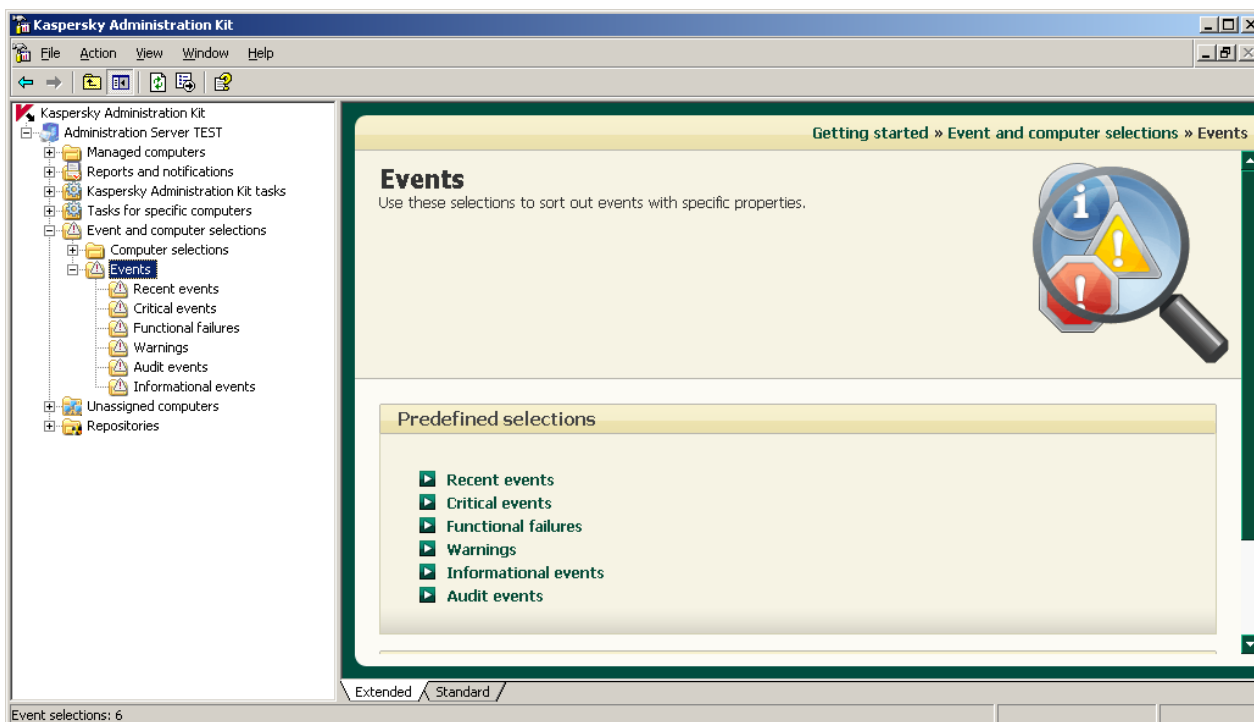 Kaspersky Administration Kit
File Action View Window Help
Kaspersky Administration Kit
Administration Server TEST
Managed computers
Reports and notifications
Kaspersky Administration Kit tasks
Tasks for specific computers
Event and computer selections
Computer selections
Events
Recent events
Critical events
Functional failures
Warnings
Audit events
Informational events
Unassigned computers
Repositories
Getting started » Event and computer selections » Events
Events
Use these selections to sort out events with specific properties.
Predefined selections
Recent events
Critical events
Functional failures
Warnings
Informational events
Audit events
Extended Standard
Event selections: 6